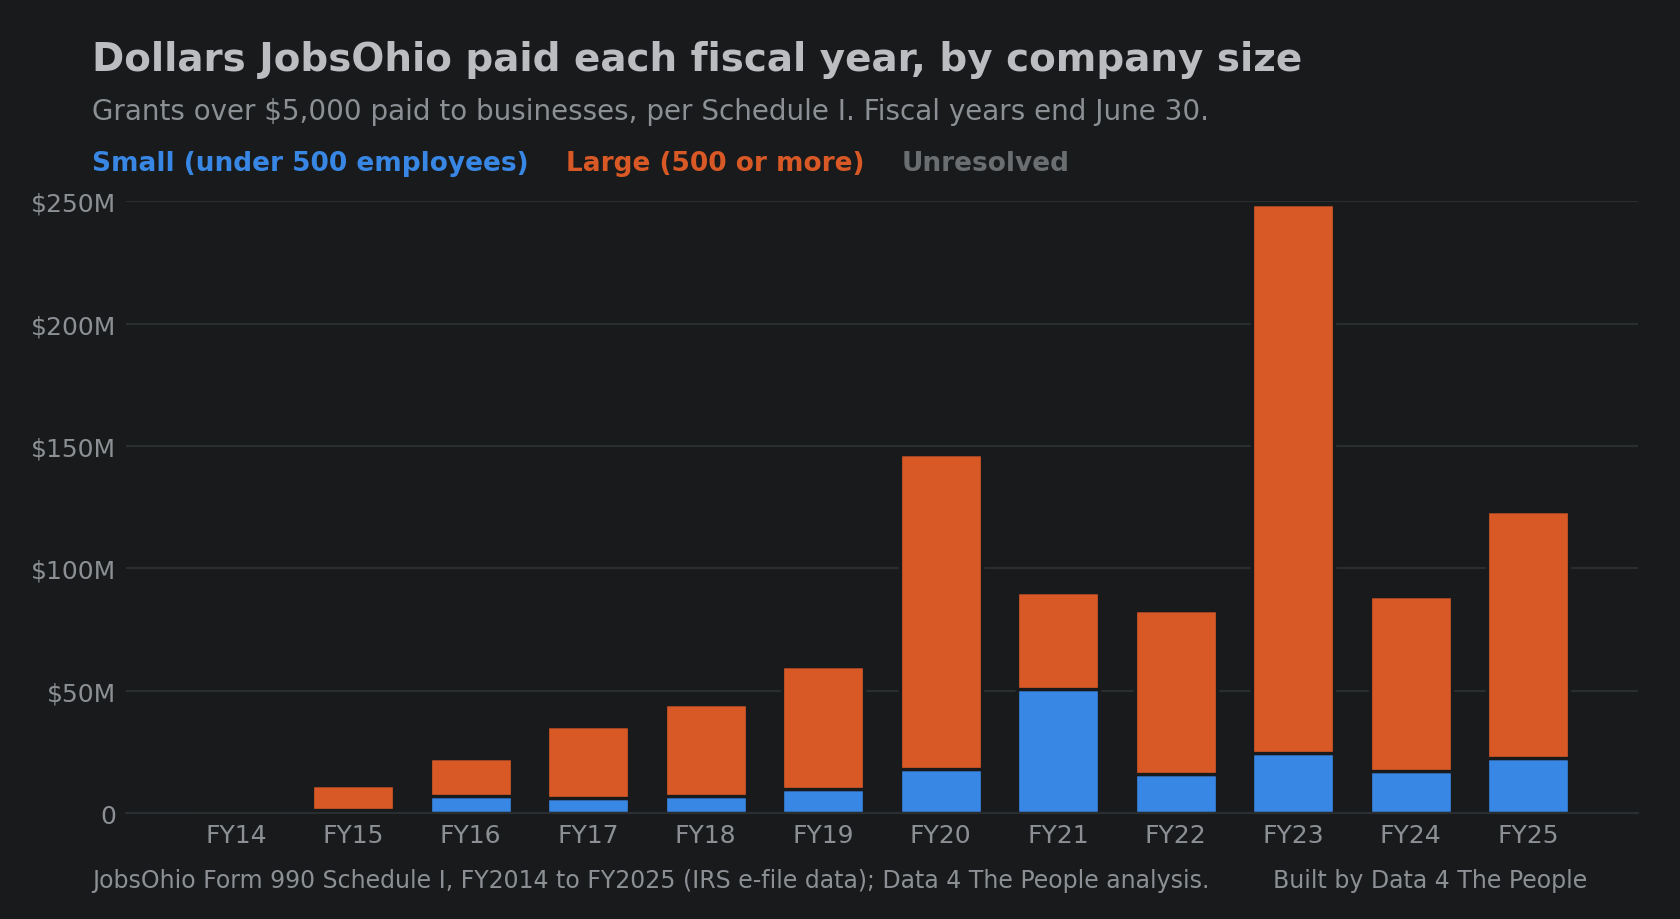 Dollars JobsOhio paid each fiscal year, by company size
Grants over $5,000 paid to businesses, per Schedule I. Fiscal years end June 30.
Small (under 500 employees) Large (500 or more) Unresolved
$250M
$200M
$150M
$100M
$50M
0
FY14 FY15 FY16 FY17 FY18 FY19 FY20 FY21 FY22 FY23 FY24 FY25
JobsOhio Form 990 Schedule I, FY2014 to FY2025 (IRS e-file data); Data 4 The People analysis. Built by Data 4 The People